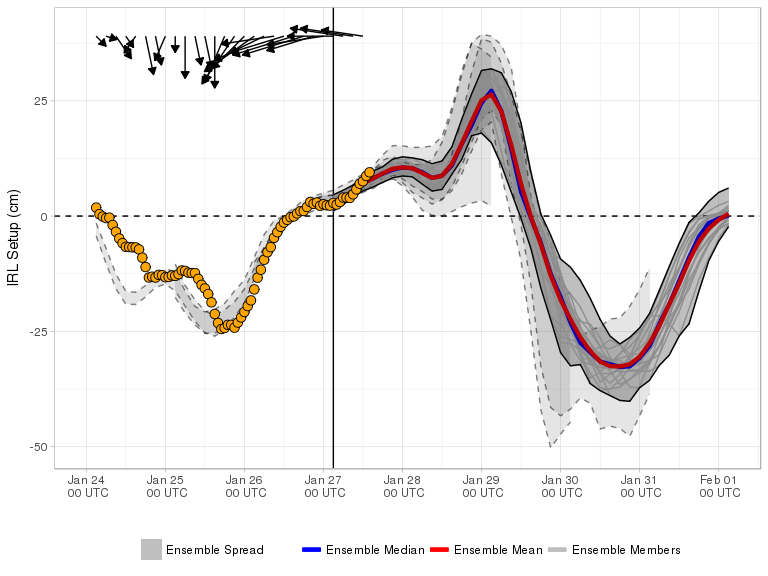 IRL Setup (cm)
25
0
-25
-50
Jan 24 Jan 25 Jan 26 Jan 27 Jan 28 Jan 29 Jan 30 Jan 31 Feb 01
00 UTC 00 UTC 00 UTC 00 UTC 00 UTC 00 UTC 00 UTC 00 UTC 00 UTC
Ensemble Spread Ensemble Median Ensemble Mean Ensemble Members